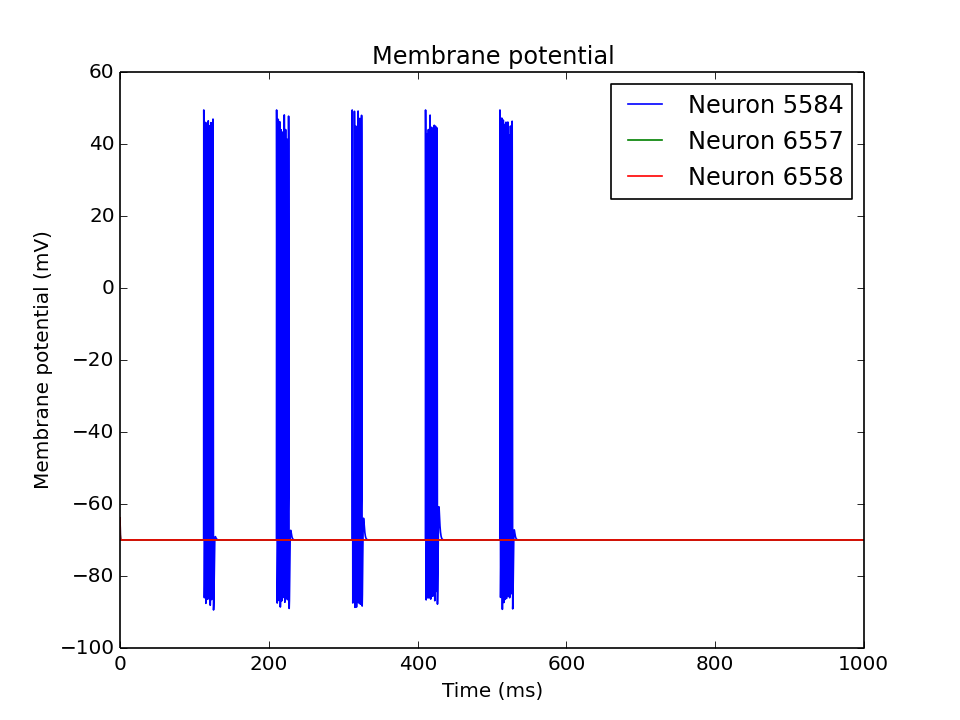 Membrane potential
60
40
20
0
−20
−40
−60
−80
−100
Membrane potential (mV)
Neuron 5584
Neuron 6557
Neuron 6558
0 200 400 600 800 1000
Time (ms)